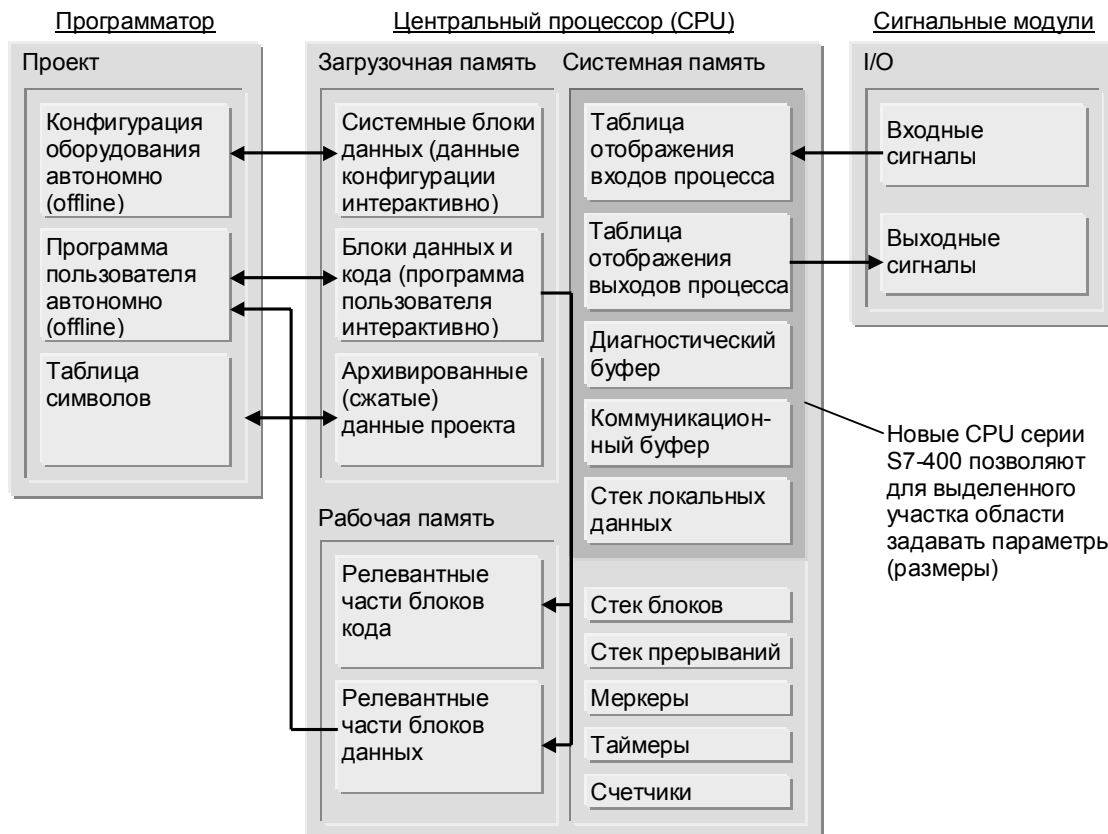 Программатор
Проект
Конфигурация
оборудования
автономно
(offline)
Программа
пользователя
автономно
(offline)
Таблица
символов
Центральный процессор (CPU)
Загрузочная память
Системные блоки
данных (данные
конфигурации
интерактивно)
Блоки данных и
кода (программа
пользователя
интерактивно)
Архивированные
(сжатые)
данные проекта
Рабочая память
Релевантные
части блоков
кода
Релевантные
части блоков
данных
Системная память
Таблица
отображения
входов процесса
Таблица
отображения
выходов процесса
Диагностический
буфер
Коммуникацион-
ный буфер
Стек локальных
данных
Стек блоков
Стек прерываний
Меркеры
Таймеры
Счетчики
Сигнальные модули
I/O
Входные
сигналы
Выходные
сигналы
Новые CPU серии
S7-400 позволяют
для выделенного
участка области
задавать параметры
(размеры)